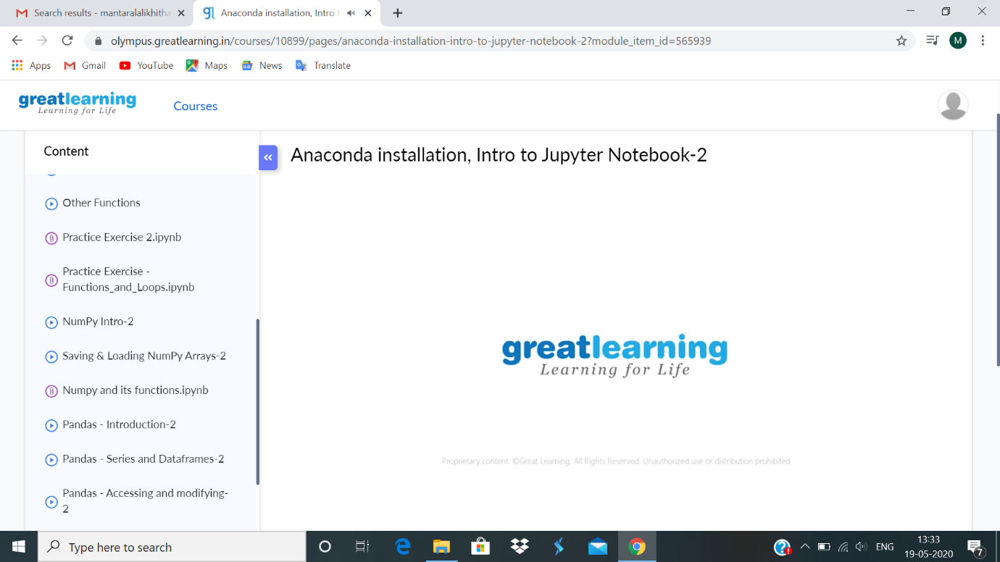 Search results - mantaralalikhitha
Anaconda installation, Intro t
olympus.greatlearning.in/courses/10899/pages/anaconda-installation-intro-to-jupyter-notebook-2?module_item_id=565939
M
Apps
Gmail
YouTube
Maps
News
Translate
greatlearning
Learning for Life
Courses
Content
Other Functions
Practice Exercise 2.ipynb
Practice Exercise -
Functions_and_Loops.ipynb
NumPy Intro-2
Saving & Loading NumPy Arrays-2
Numpy and its functions.ipynb
Pandas - Introduction-2
Pandas - Series and Dataframes-2
Pandas - Accessing and modifying-
2
Anaconda installation, Intro to Jupyter Notebook-2
greatlearning
Learning for Life
Proprietary content. ©Great Learning. All Rights Reserved. Unauthorized use or distribution prohibited
Type here to search
ENG
13:33
19-05-2020
7